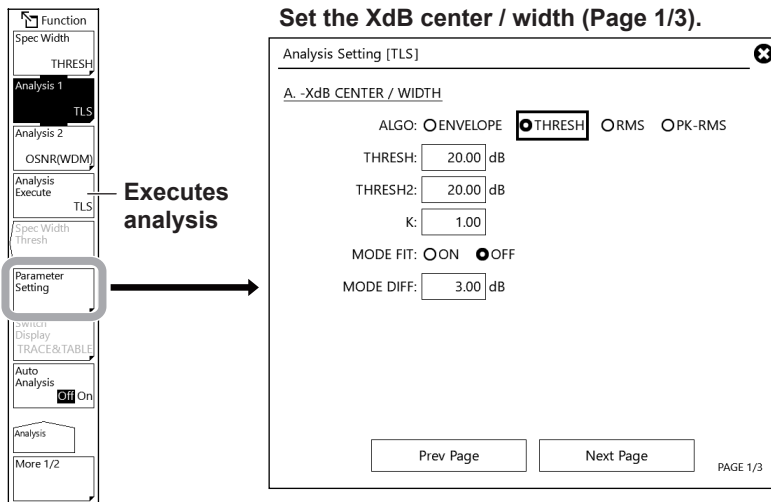 Function
Spec Width
THRESH
Analysis 1
TLS
Analysis 2
OSNR(WDM)
Analysis
Execute
TLS
Spec Width
Thresh
Parameter
Setting
Switch
Display
TRACE&TABLE
Auto
Analysis
Off On
Analysis
More 1/2
Executes
analysis
Set the XdB center / width (Page 1/3).
Analysis Setting [TLS]
A. -XdB CENTER / WIDTH
ALGO: ENVELOPE THRESH RMS PK-RMS
THRESH: 20.00 dB
THRESH2: 20.00 dB
K: 1.00
MODE FIT: ON OFF
MODE DIFF: 3.00 dB
Prev Page Next Page PAGE 1/3